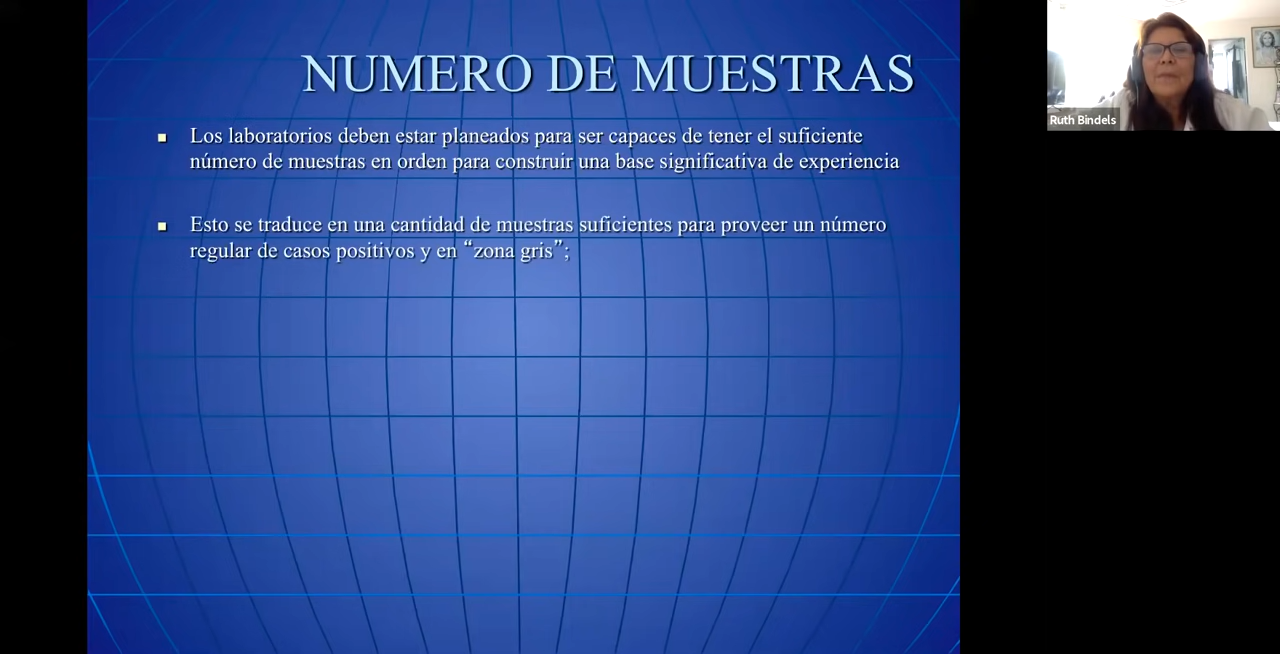 NUMERO DE MUESTRAS
Los laboratorios deben estar planeados para ser capaces de tener el suficiente
número de muestras en orden para construir una base significativa de experiencia
Esto se traduce en una cantidad de muestras suficientes para proveer un número
regular de casos positivos y en “zona gris”;
Ruth Bindels